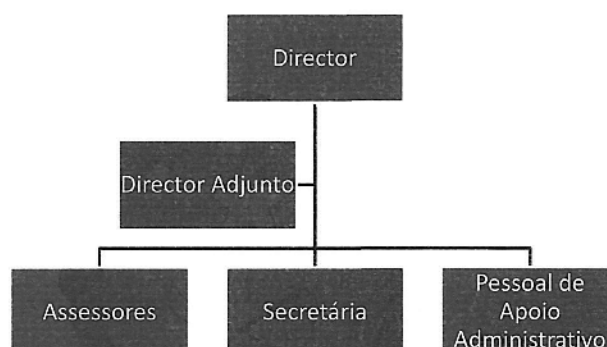 Director
Director Adjunto
Assessores
Secretária
Pessoal de
Apoio
Administrativo